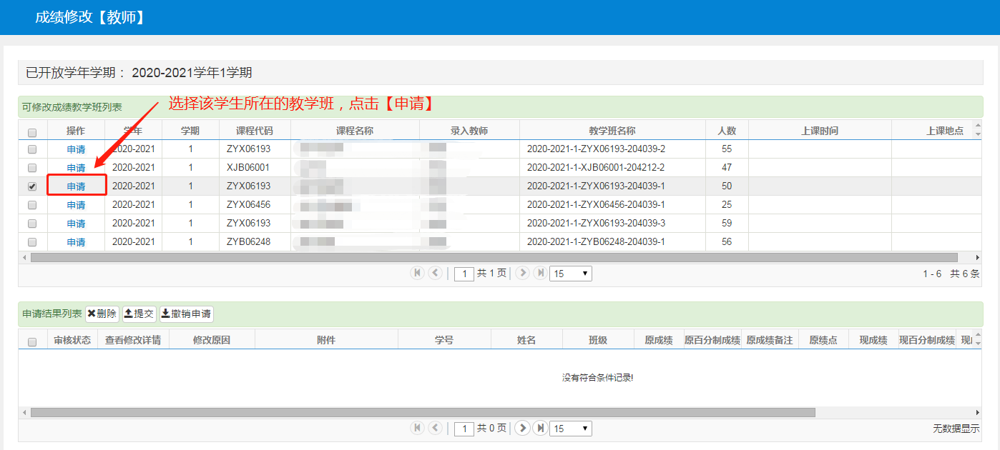 成绩修改【教师】
已开放学年学期： 2020-2021学年1学期
可修改成绩教学班列表
选择该学生所在的教学班，点击【申请】
操作 学年 学期 课程代码 课程名称 录入教师 教学班名称 人数 上课时间 上课地点
申请 2020-2021 1 ZYX06193 2020-2021-1-ZYX06193-204039-2 55
申请 2020-2021 1 XJB06001 2020-2021-1-XJB06001-204212-2 47
申请 2020-2021 1 ZYX06193 2020-2021-1-ZYX06193-204039-1 50
申请 2020-2021 1 ZYX06456 2020-2021-1-ZYX06456-204039-1 25
申请 2020-2021 1 ZYX06193 2020-2021-1-ZYX06193-204039-3 59
申请 2020-2021 1 ZYB06248 2020-2021-1-ZYB06248-204039-1 56
1 共 1 页 15 1 - 6 共 6 条
申请结果列表 删除 提交 撤销申请
审核状态 查看修改详情 修改原因 附件 学号 姓名 班级 原成绩 原百分制成绩 原成绩备注 原绩点 现成绩 现百分制成绩 现
没有符合条件记录!
1 共 0 页 15 无数据显示